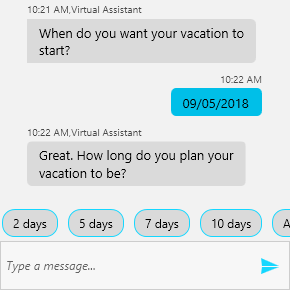 10:21 AM,Virtual Assistant
When do you want your vacation to
start?
10:22 AM
09/05/2018
10:22 AM,Virtual Assistant
Great. How long do you plan your
vacation to be?
2 days 5 days 7 days 10 days A
Type a message...